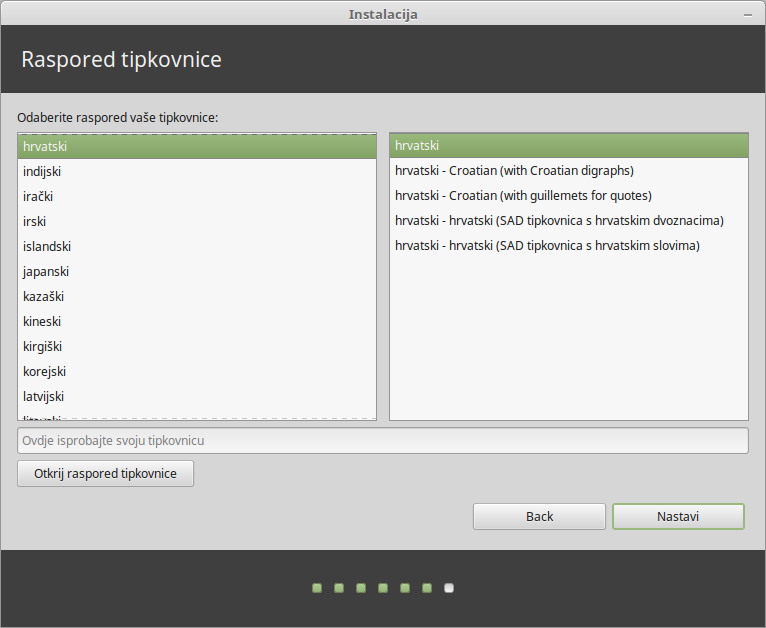 Instalacija
Raspored tipkovnice
Odaberite raspored vaše tipkovnice:
hrvatski
indijski
irački
irski
islandski
japanski
kazaški
kineski
kirgiški
korejski
latvijski
hrvatski
hrvatski - Croatian (with Croatian digraphs)
hrvatski - Croatian (with guillemets for quotes)
hrvatski - hrvatski (SAD tipkovnica s hrvatskim dvoznacima)
hrvatski - hrvatski (SAD tipkovnica s hrvatskim slovima)
Ovdje isprobajte svoju tipkovnicu
Otkrij raspored tipkovnice
Back
Nastavi